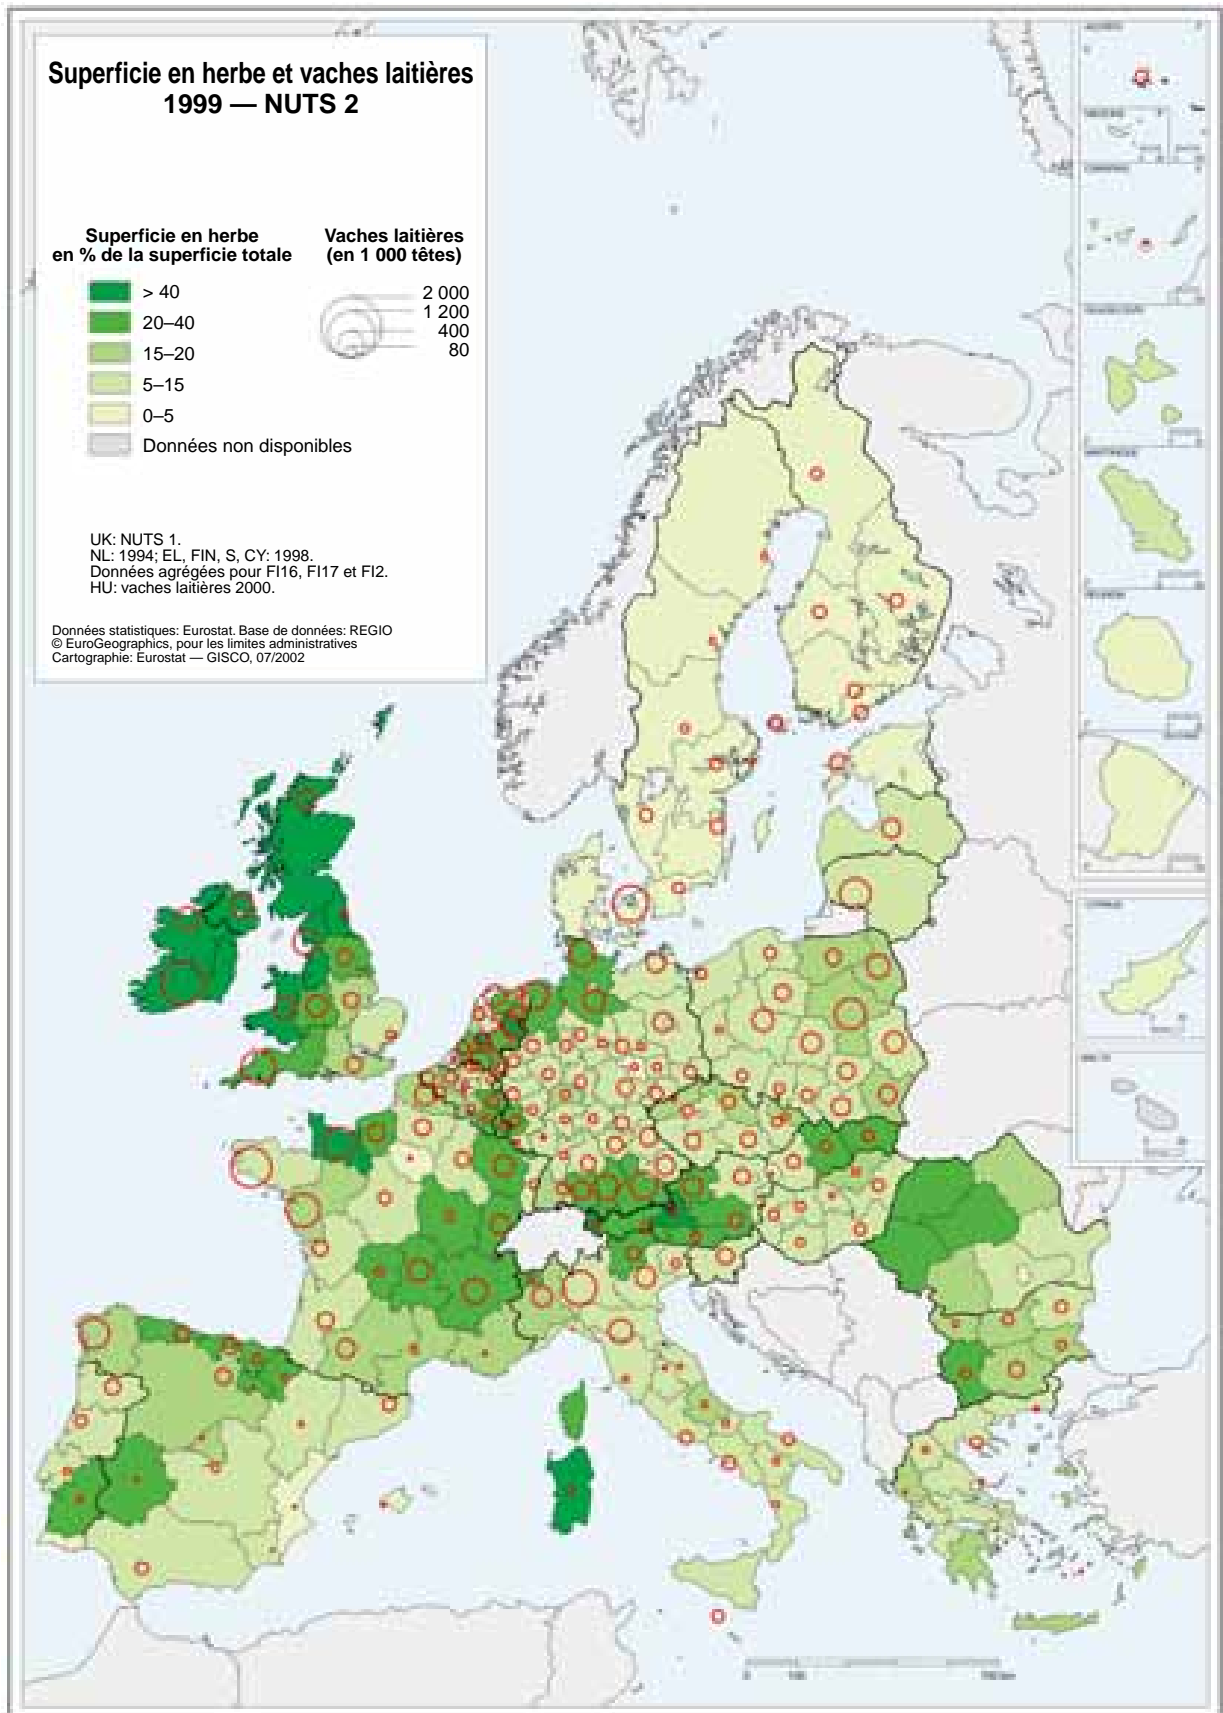 Superficie en herbe et vaches laitières
1999 — NUTS 2
Superficie en herbe
en % de la superficie totale
> 40
20–40
15–20
5–15
0–5
Données non disponibles
Vaches laitières
(en 1 000 têtes)
2 000
1 200
400
80
UK: NUTS 1.
NL: 1994; EL, FIN, S, CY: 1998.
Données agrégées pour FI16, FI17 et FI2.
HU: vaches laitières 2000.
Données statistiques: Eurostat. Base de données: REGIO
© EuroGeographics, pour les limites administratives
Cartographie: Eurostat — GISCO, 07/2002